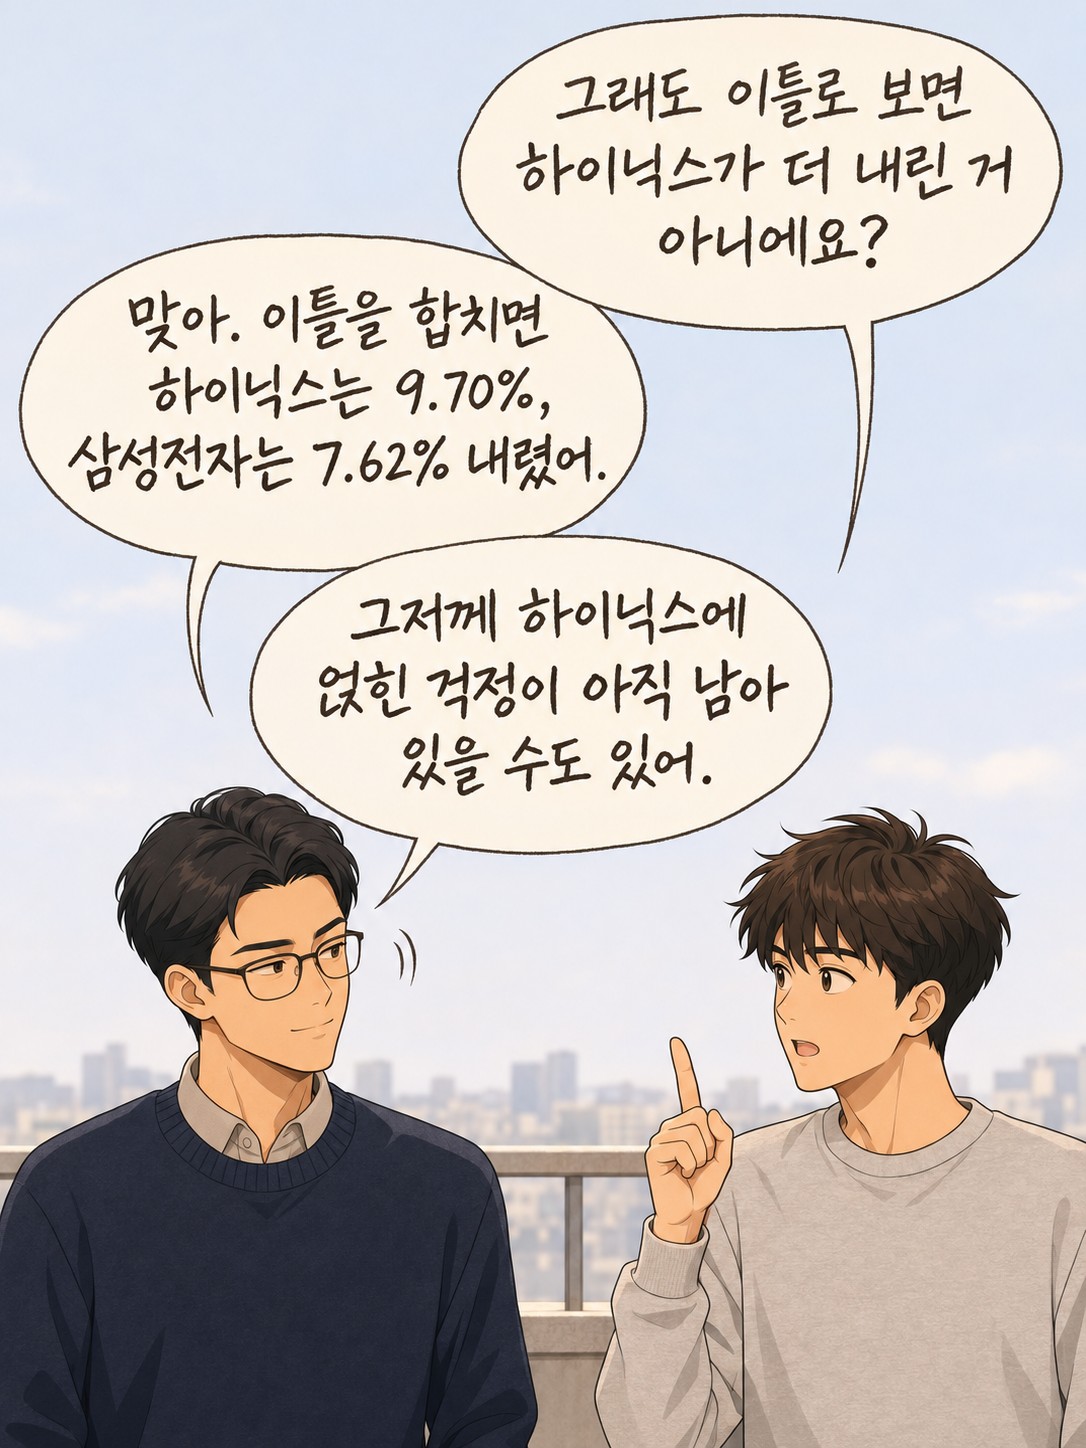 그래도 이틀로 보면
하이닉스가 더 내린 거
아니에요?
맞아. 이틀을 합치면
하이닉스는 9.70%,
삼성전자는 7.62% 내렸어.
그저께 하이닉스에
얹힌 걱정이 아직 남아
있을 수도 있어.